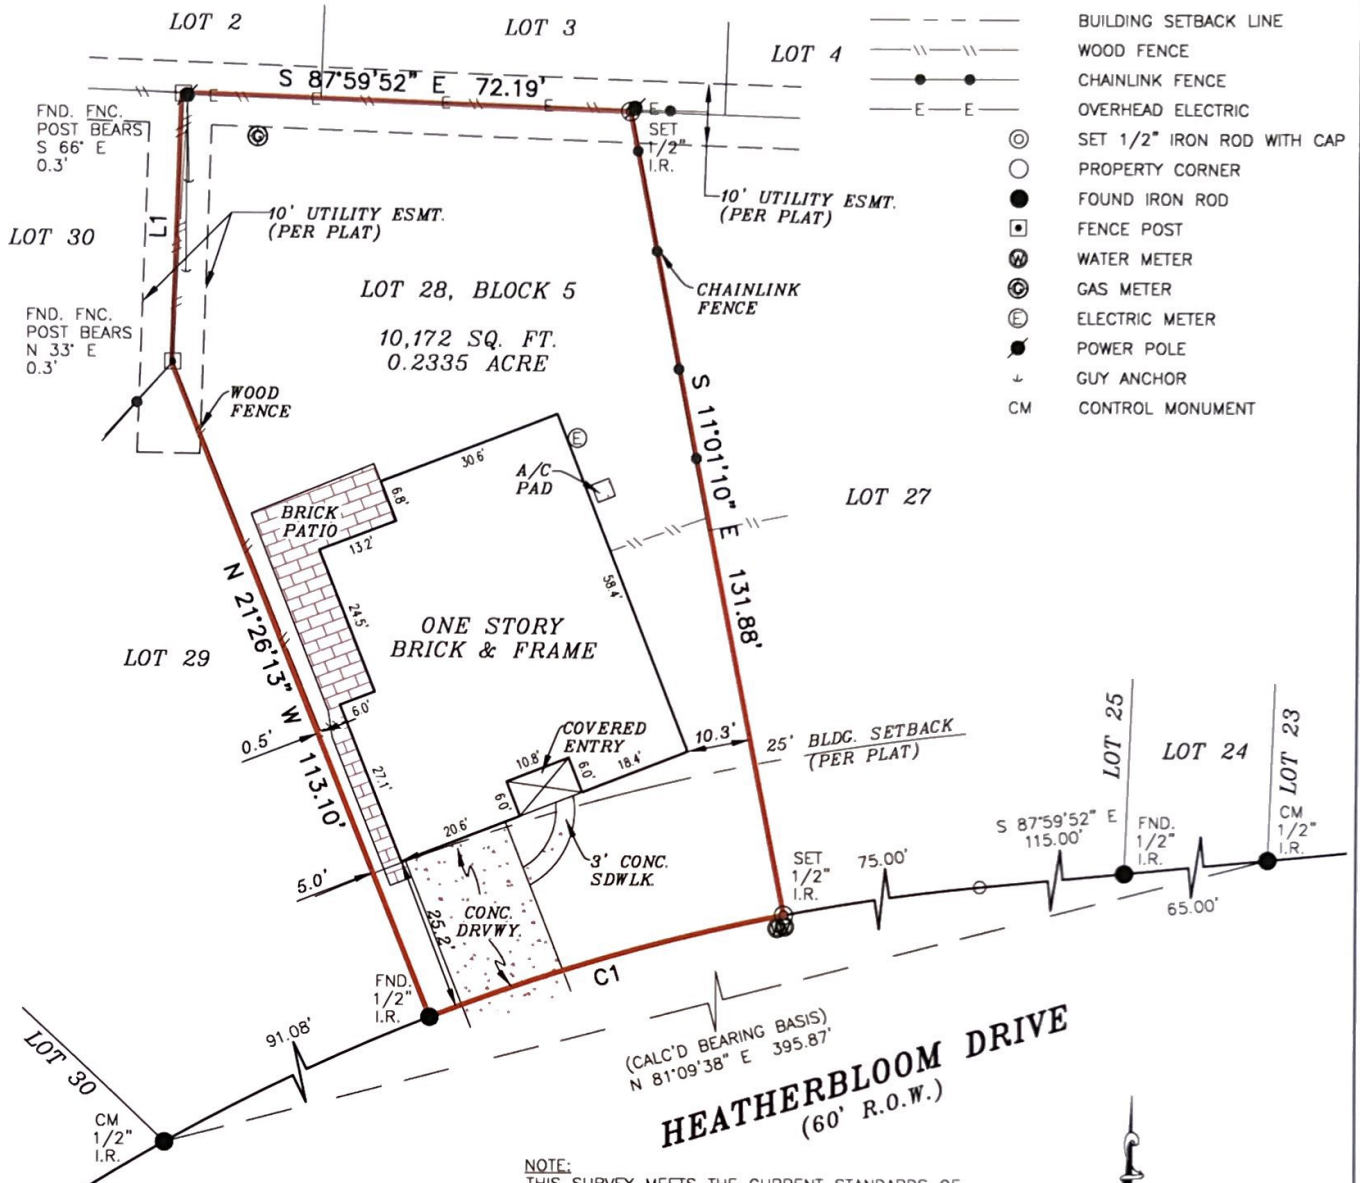 LOT 2
LOT 3
LOT 4
S 87°59'52" E 72.19'
E
E
E
E
E
FND. FNC.
POST BEARS
S 66° E
0.3'
G
SET
1/2"
I.R.
10' UTILITY ESMT.
(PER PLAT)
10' UTILITY ESMT.
(PER PLAT)
L1
LOT 30
LOT 28, BLOCK 5
10,172 SQ. FT.
0.2335 ACRE
CHAINLINK
FENCE
FND. FNC.
POST BEARS
N 33° E
0.3'
WOOD
FENCE
S 11°01'10" E 131.88'
30.6'
E
A/C
PAD
6.8'
BRICK
PATIO
13.2'
LOT 27
58.4'
24.5'
N 21°26'13" W 113.10'
ONE STORY
BRICK & FRAME
LOT 29
6.0'
0.5'
COVERED
ENTRY
10.8'
6.0'
18.4'
6.0'
10.3'
25' BLDG. SETBACK
(PER PLAT)
27.1'
20.6'
5.0'
3' CONC.
SDWLK.
CONC.
DRVWY.
25.2'
SET
1/2"
I.R.
75.00'
S 87°59'52" E
115.00'
LOT 25
FND.
1/2"
I.R.
LOT 24
LOT 23
CM
1/2"
I.R.
65.00'
W
FND.
1/2"
I.R.
C1
91.08'
LOT 30
CM
1/2"
I.R.
(CALC'D BEARING BASIS)
N 81°09'38" E 395.87'
HEATHERBLOOM DRIVE
(60' R.O.W.)
NOTE:
THIS SURVEY MEETS THE CURRENT STANDARDS OF
BUILDING SETBACK LINE
WOOD FENCE
CHAINLINK FENCE
E E OVERHEAD ELECTRIC
SET 1/2" IRON ROD WITH CAP
PROPERTY CORNER
FOUND IRON ROD
FENCE POST
W WATER METER
G GAS METER
E ELECTRIC METER
POWER POLE
GUY ANCHOR
CM CONTROL MONUMENT